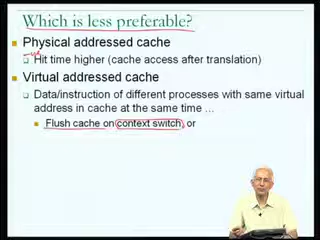 Which is less preferable?
Physical addressed cache
Hit time higher (cache access after translation)
Virtual addressed cache
Data/instruction of different processes with same virtual
address in cache at the same time …
Flush cache on context switch, or